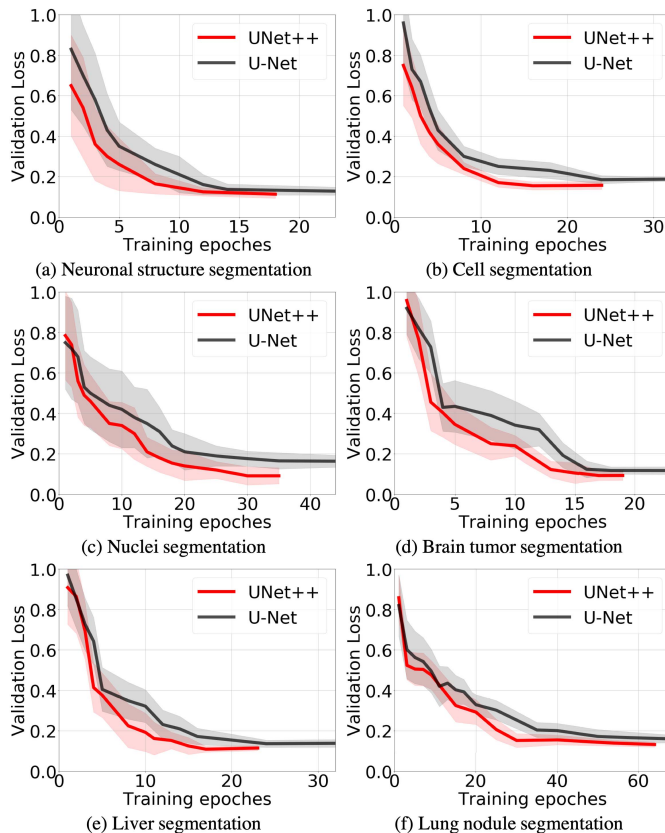 1.0
0.8
0.6
0.4
0.2
0.0
Validation Loss
UNet++
U-Net
0 5 10 15 20
Training epoches
(a) Neuronal structure segmentation
1.0
0.8
0.6
0.4
0.2
0.0
Validation Loss
UNet++
U-Net
0 10 20 30
Training epoches
(b) Cell segmentation
1.0
0.8
0.6
0.4
0.2
0.0
Validation Loss
UNet++
U-Net
0 10 20 30 40
Training epoches
(c) Nuclei segmentation
1.0
0.8
0.6
0.4
0.2
0.0
Validation Loss
UNet++
U-Net
0 5 10 15 20
Training epoches
(d) Brain tumor segmentation
1.0
0.8
0.6
0.4
0.2
0.0
Validation Loss
UNet++
U-Net
0 10 20 30
Training epoches
(e) Liver segmentation
1.0
0.8
0.6
0.4
0.2
0.0
Validation Loss
UNet++
U-Net
0 20 40 60
Training epoches
(f) Lung nodule segmentation